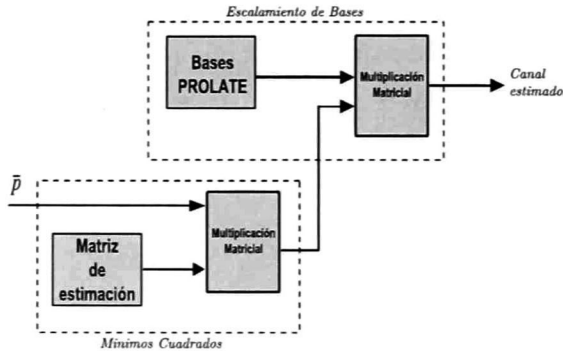 Escalamiento de Bases
Bases
PROLATE
Multiplicación
Matricial
Canal
estimado
p̄
Multiplicación
Matricial
Matriz
de
estimación
Mínimos Cuadrados